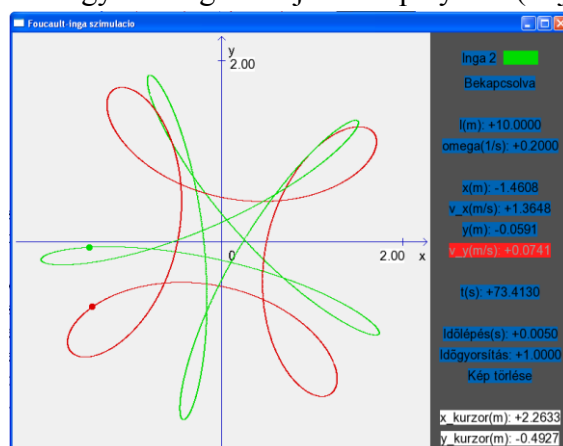 Foucault-inga szimulacio
y
2.00
0
2.00
x
Inga 2
Bekapcsolva
l(m): +10.0000
omega(1/s): +0.2000
x(m): -1.4608
v_x(m/s): +1.3648
y(m): -0.0591
v_y(m/s): +0.0741
t(s): +73.4130
Idölépés(s): +0.0050
Idögyorsítás: +1.0000
Kép törlése
x_kurzor(m): +2.2633
y_kurzor(m): -0.4927